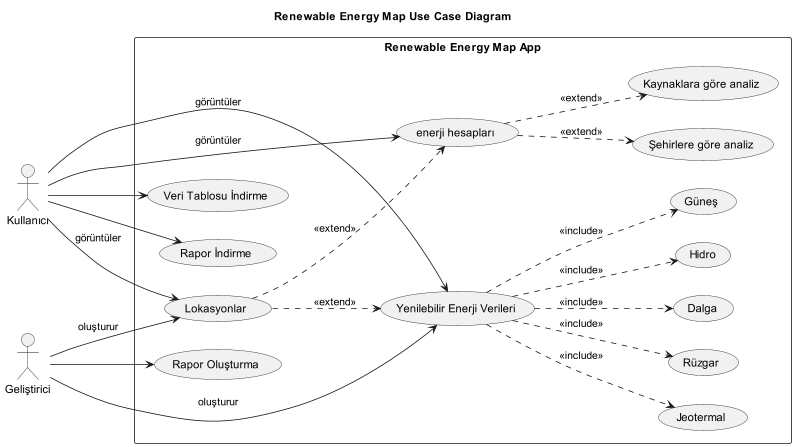 Renewable Energy Map Use Case Diagram
Renewable Energy Map App
Kaynaklara göre analiz
«extend»
görüntüler
enerji hesapları
görüntüler
«extend»
Şehirlere göre analiz
Kullanıcı
Veri Tablosu İndirme
Güneş
«extend»
«include»
görüntüler
Rapor İndirme
Hidro
«include»
Lokasyonlar
«extend»
Yenilebilir Enerji Verileri
«include»
Dalga
oluşturur
«include»
Geliştirici
Rapor Oluşturma
«include»
Rüzgar
oluşturur
Jeotermal